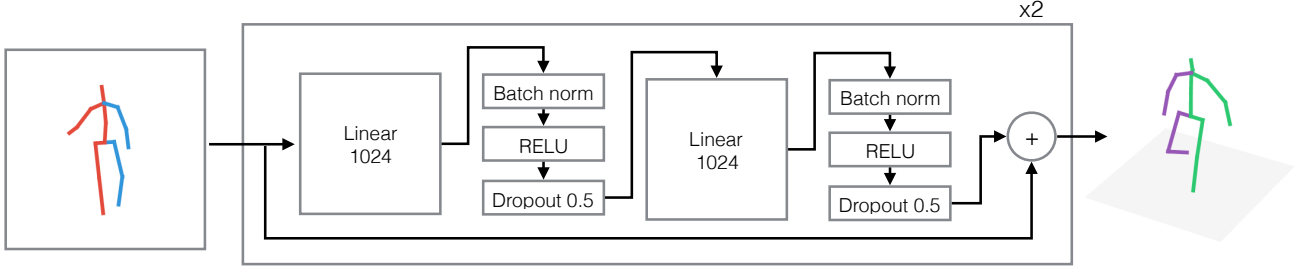 x2
Linear
1024
Batch norm
RELU
Dropout 0.5
Linear
1024
Batch norm
RELU
Dropout 0.5
+